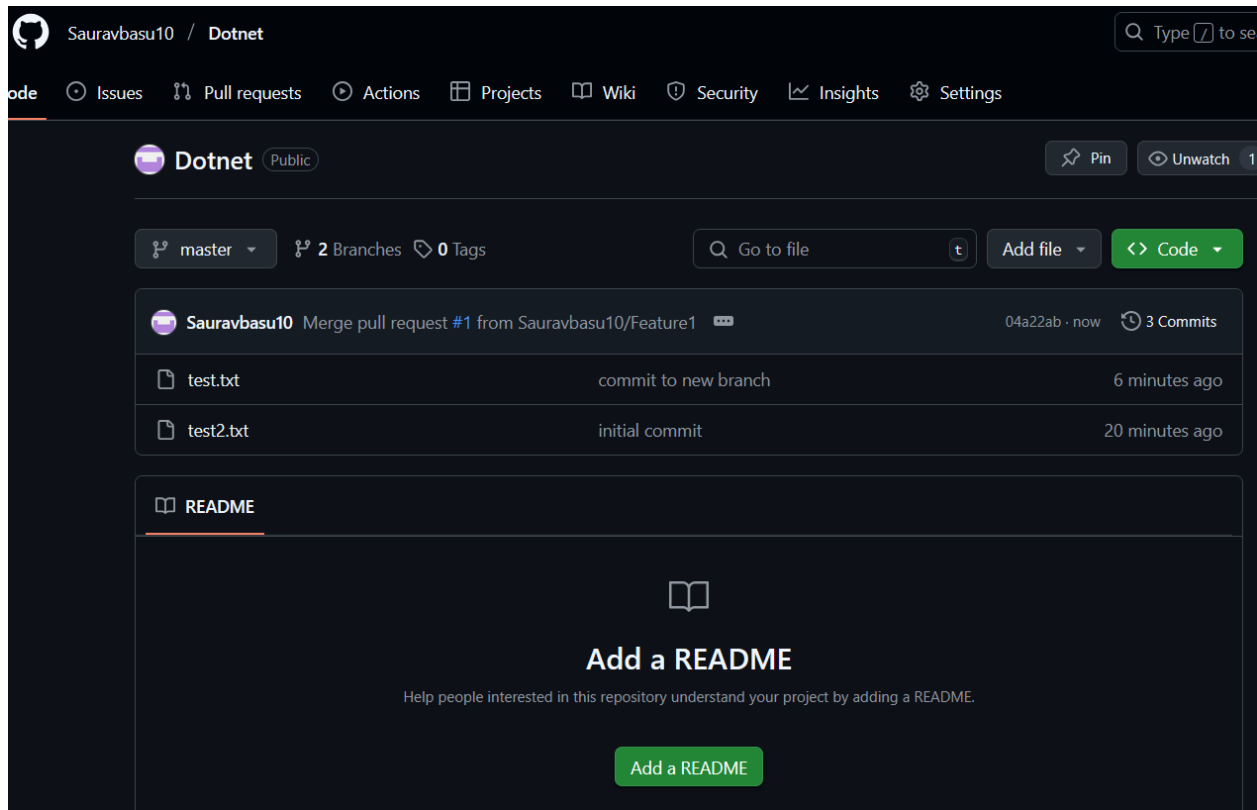 Sauravbasu10 / Dotnet Type / to se
ode Issues Pull requests Actions Projects Wiki Security Insights Settings
Dotnet Public Pin Unwatch 1
master 2 Branches 0 Tags Go to file t Add file <> Code
Sauravbasu10 Merge pull request #1 from Sauravbasu10/Feature1 04a22ab · now 3 Commits
test.txt commit to new branch 6 minutes ago
test2.txt initial commit 20 minutes ago
README
Add a README
Help people interested in this repository understand your project by adding a README.
Add a README